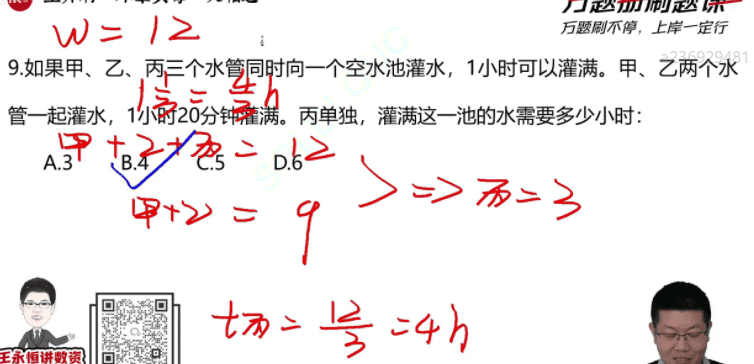 万题册刷题课
万题刷不停，上岸一定行
a236929481
W = 12
9.如果甲、乙、丙三个水管同时向一个空水池灌水，1小时可以灌满。甲、乙两个水
1 1/3 = 4/3 h
管一起灌水，1小时20分钟灌满。丙单独，灌满这一池的水需要多少小时：
甲+乙+丙 = 12
A.3 B.4 C.5 D.6
甲+乙 = 9
=> 丙=3
t丙 = 12/3 = 4h
王永恒讲数资